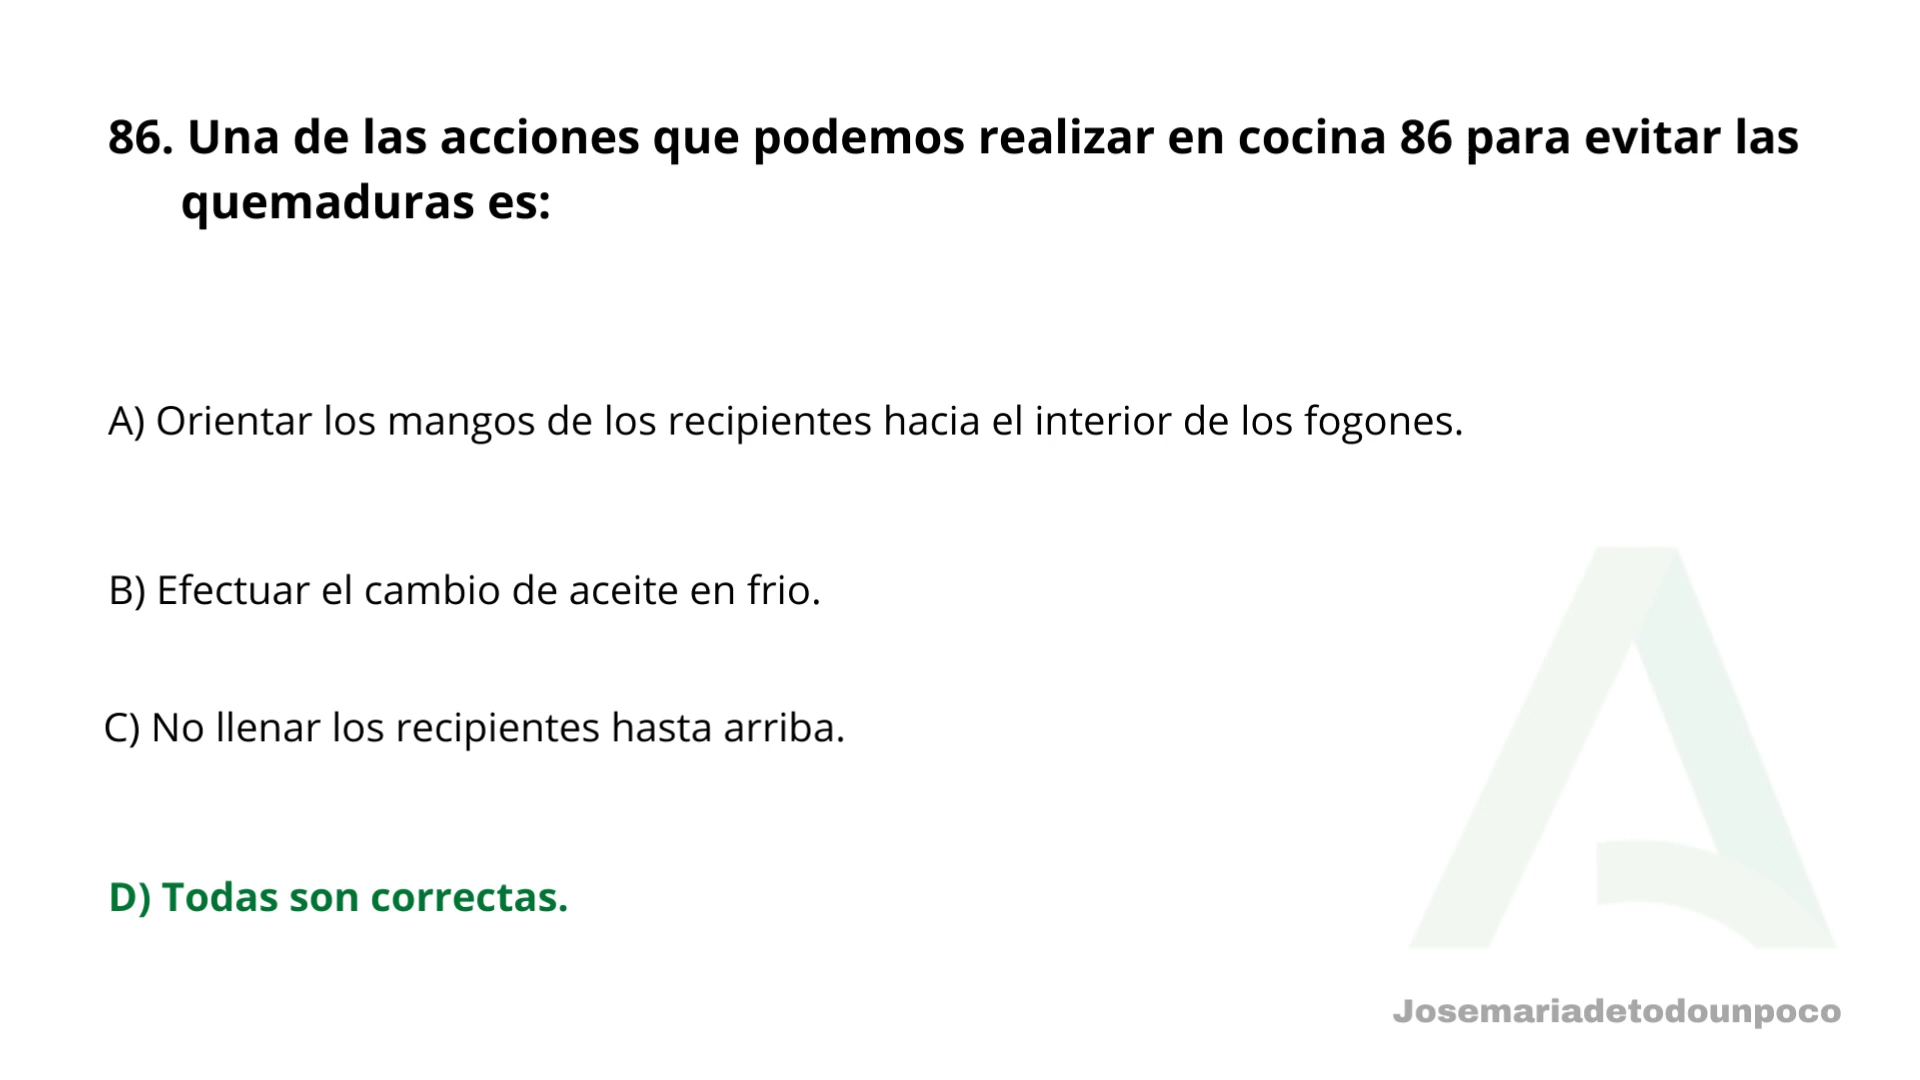 86. Una de las acciones que podemos realizar en cocina 86 para evitar las
quemaduras es:
A) Orientar los mangos de los recipientes hacia el interior de los fogones.
B) Efectuar el cambio de aceite en frio.
C) No llenar los recipientes hasta arriba.
D) Todas son correctas.
Josemariadetodounpoco